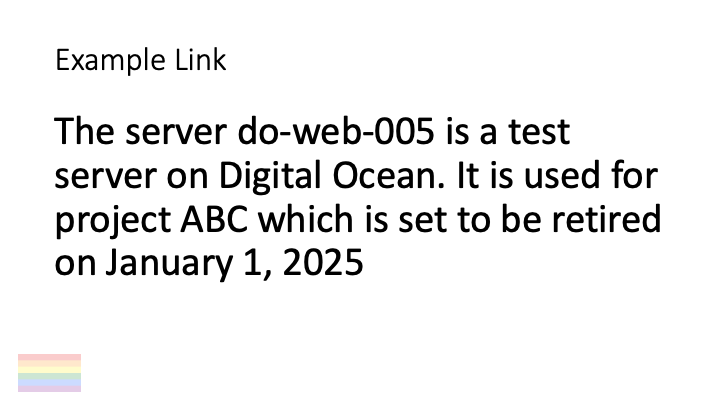 Example Link
The server do-web-005 is a test
server on Digital Ocean. It is used for
project ABC which is set to be retired
on January 1, 2025